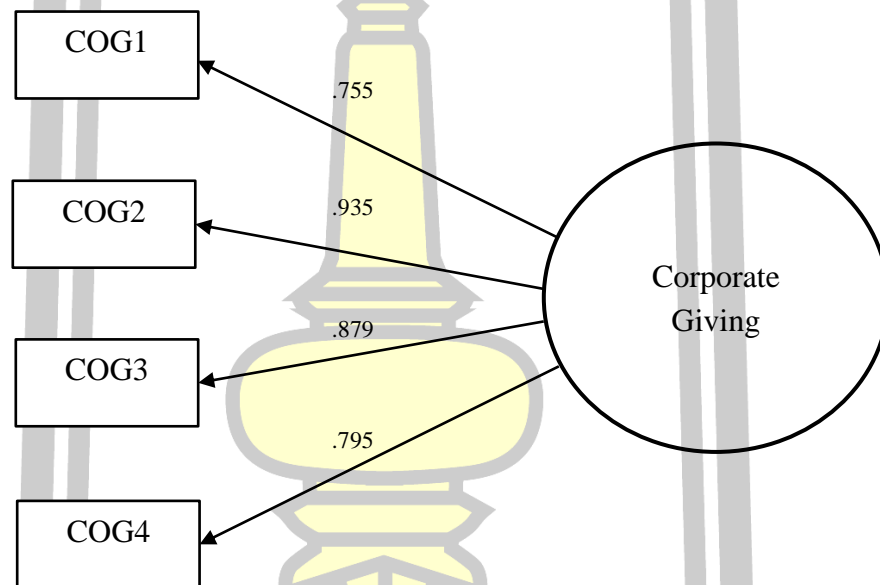 COG1
.755
COG2
.935
Corporate
Giving
.879
COG3
.795
COG4